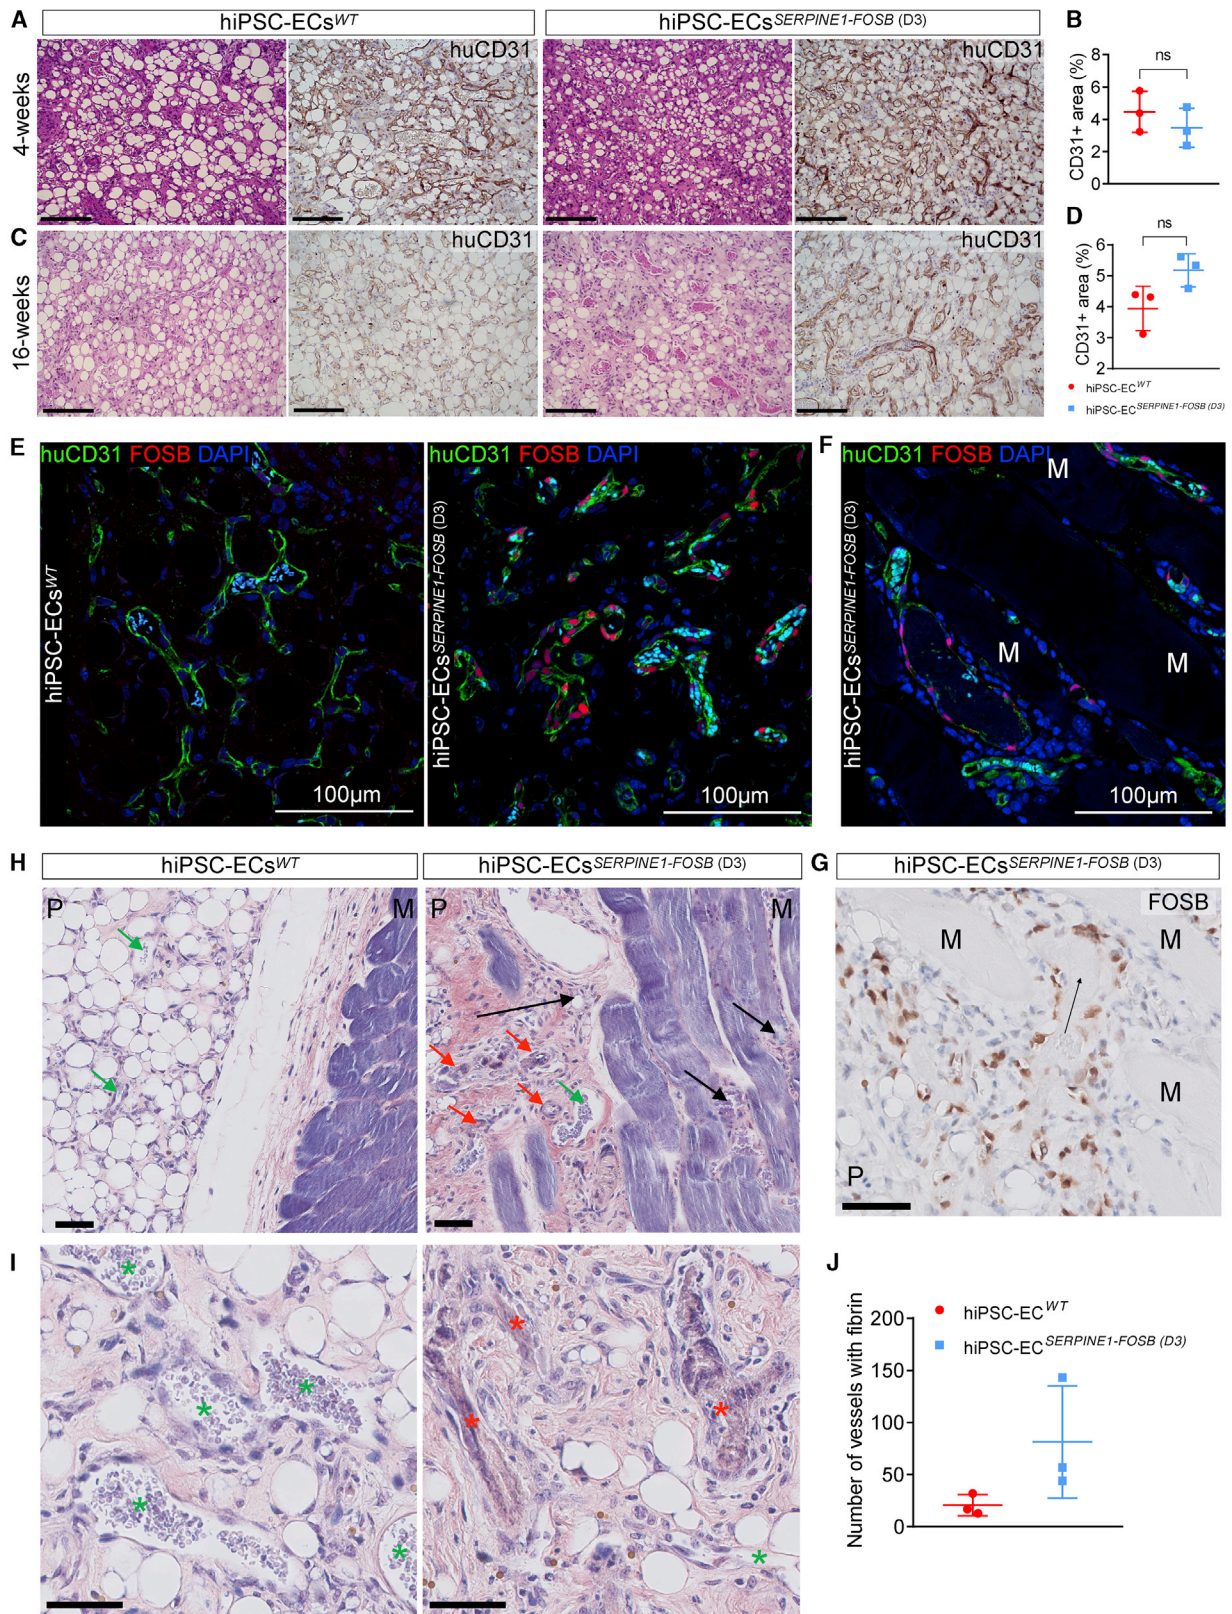 A
hiPSC-ECsWT
hiPSC-ECsSERPINE1-FOSB (D3)
B
4-weeks
huCD31
huCD31
CD31+ area (%)
8
6
4
2
0
ns
C
16-weeks
huCD31
huCD31
D
CD31+ area (%)
6
5
4
3
2
ns
hiPSC-ECWT
hiPSC-ECSERPINE1-FOSB (D3)
E
huCD31 FOSB DAPI
hiPSC-ECsWT
100µm
huCD31 FOSB DAPI
hiPSC-ECsSERPINE1-FOSB (D3)
100µm
F
huCD31 FOSB DAPI
hiPSC-ECsSERPINE1-FOSB (D3)
M
M
M
100µm
H
hiPSC-ECsWT
hiPSC-ECsSERPINE1-FOSB (D3)
P
M
P
M
G
hiPSC-ECsSERPINE1-FOSB (D3)
FOSB
M
M
M
P
I
* * * * *
* * * *
J
Number of vessels with fibrin
200
150
100
50
0
hiPSC-ECWT
hiPSC-ECSERPINE1-FOSB (D3)